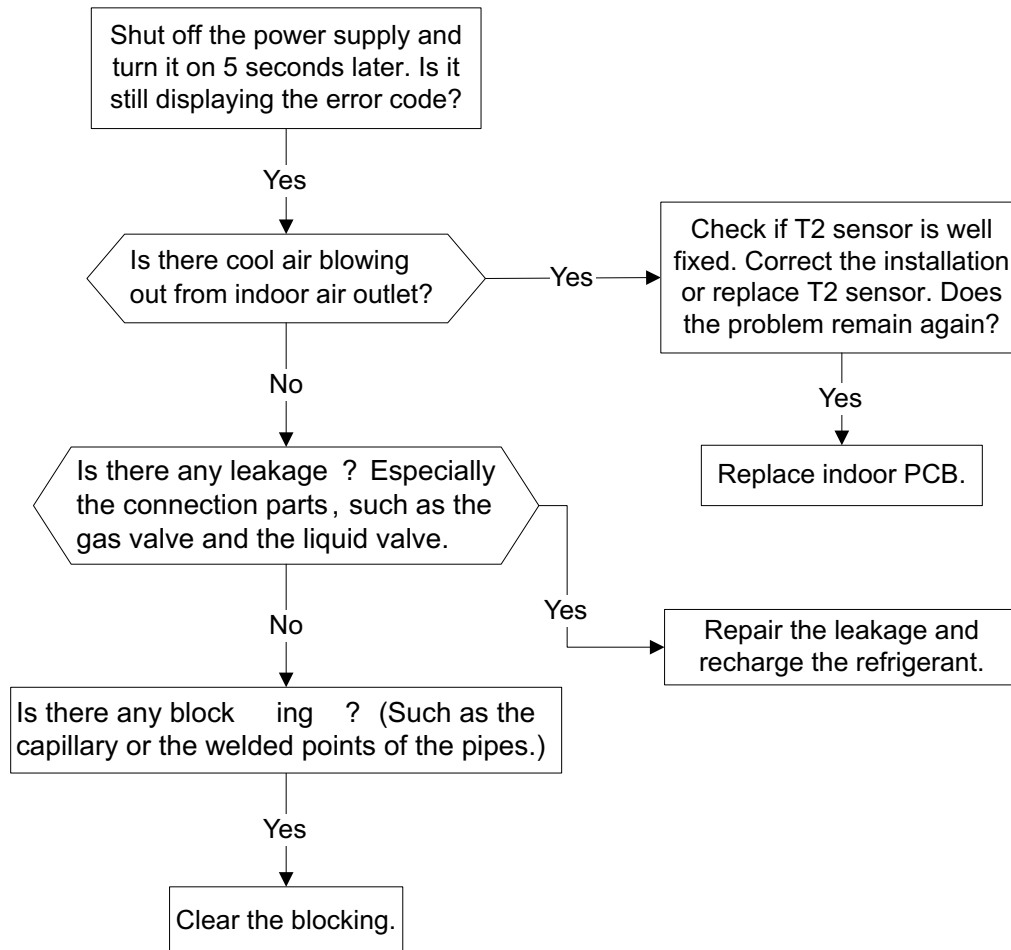 Shut off the power supply and
turn it on 5 seconds later. Is it
still displaying the error code?
Yes
Is there cool air blowing
out from indoor air outlet?
Yes
Check if T2 sensor is well
fixed. Correct the installation
or replace T2 sensor. Does
the problem remain again?
Yes
Replace indoor PCB.
No
Is there any leakage ? Especially
the connection parts, such as the
gas valve and the liquid valve.
Yes
Repair the leakage and
recharge the refrigerant.
No
Is there any block ing ? (Such as the
capillary or the welded points of the pipes.)
Yes
Clear the blocking.